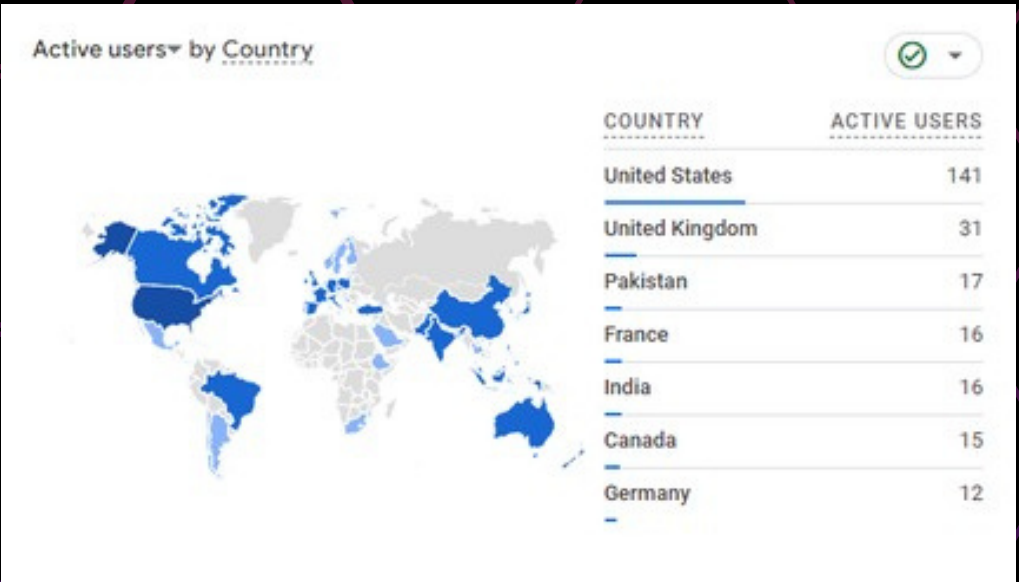 Active users by Country
COUNTRY ACTIVE USERS
United States 141
United Kingdom 31
Pakistan 17
France 16
India 16
Canada 15
Germany 12